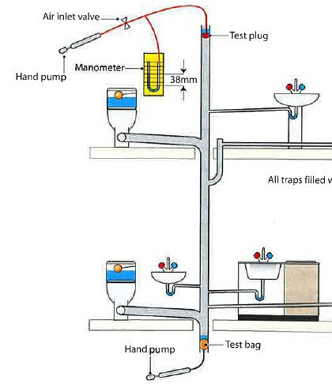 Air inlet valve
Test plug
Manometer
Hand pump
38mm
All traps filled
Hand pump
Test bag